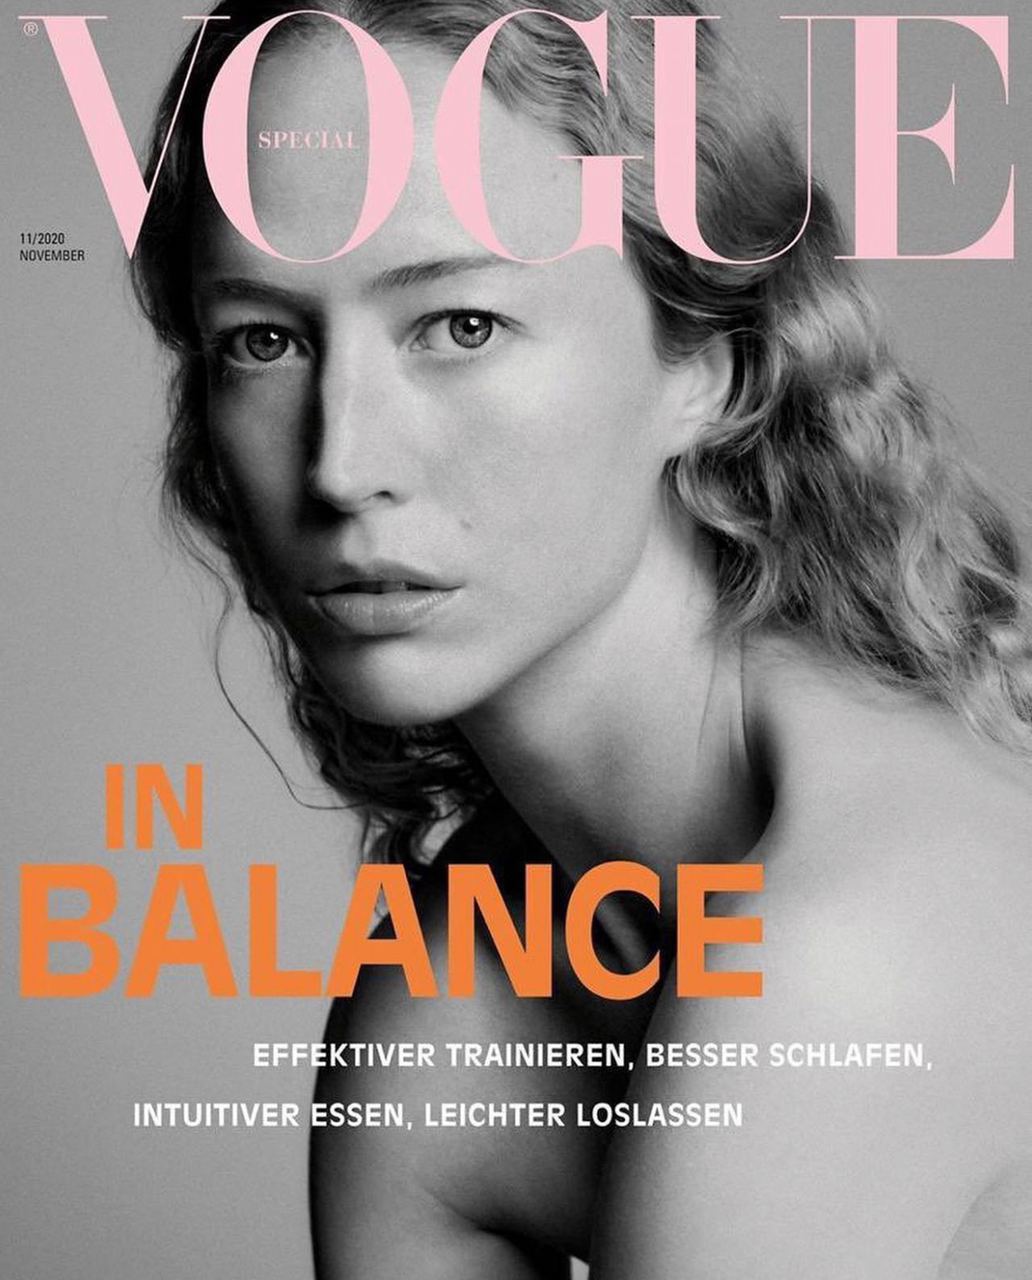 ®
VOGUE
SPECIAL
11/2020
NOVEMBER
IN
BALANCE
EFFEKTIVER TRAINIEREN, BESSER SCHLAFEN,
INTUITIVER ESSEN, LEICHTER LOSLASSEN